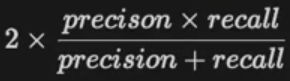 2 × precison × recall
precision + recall